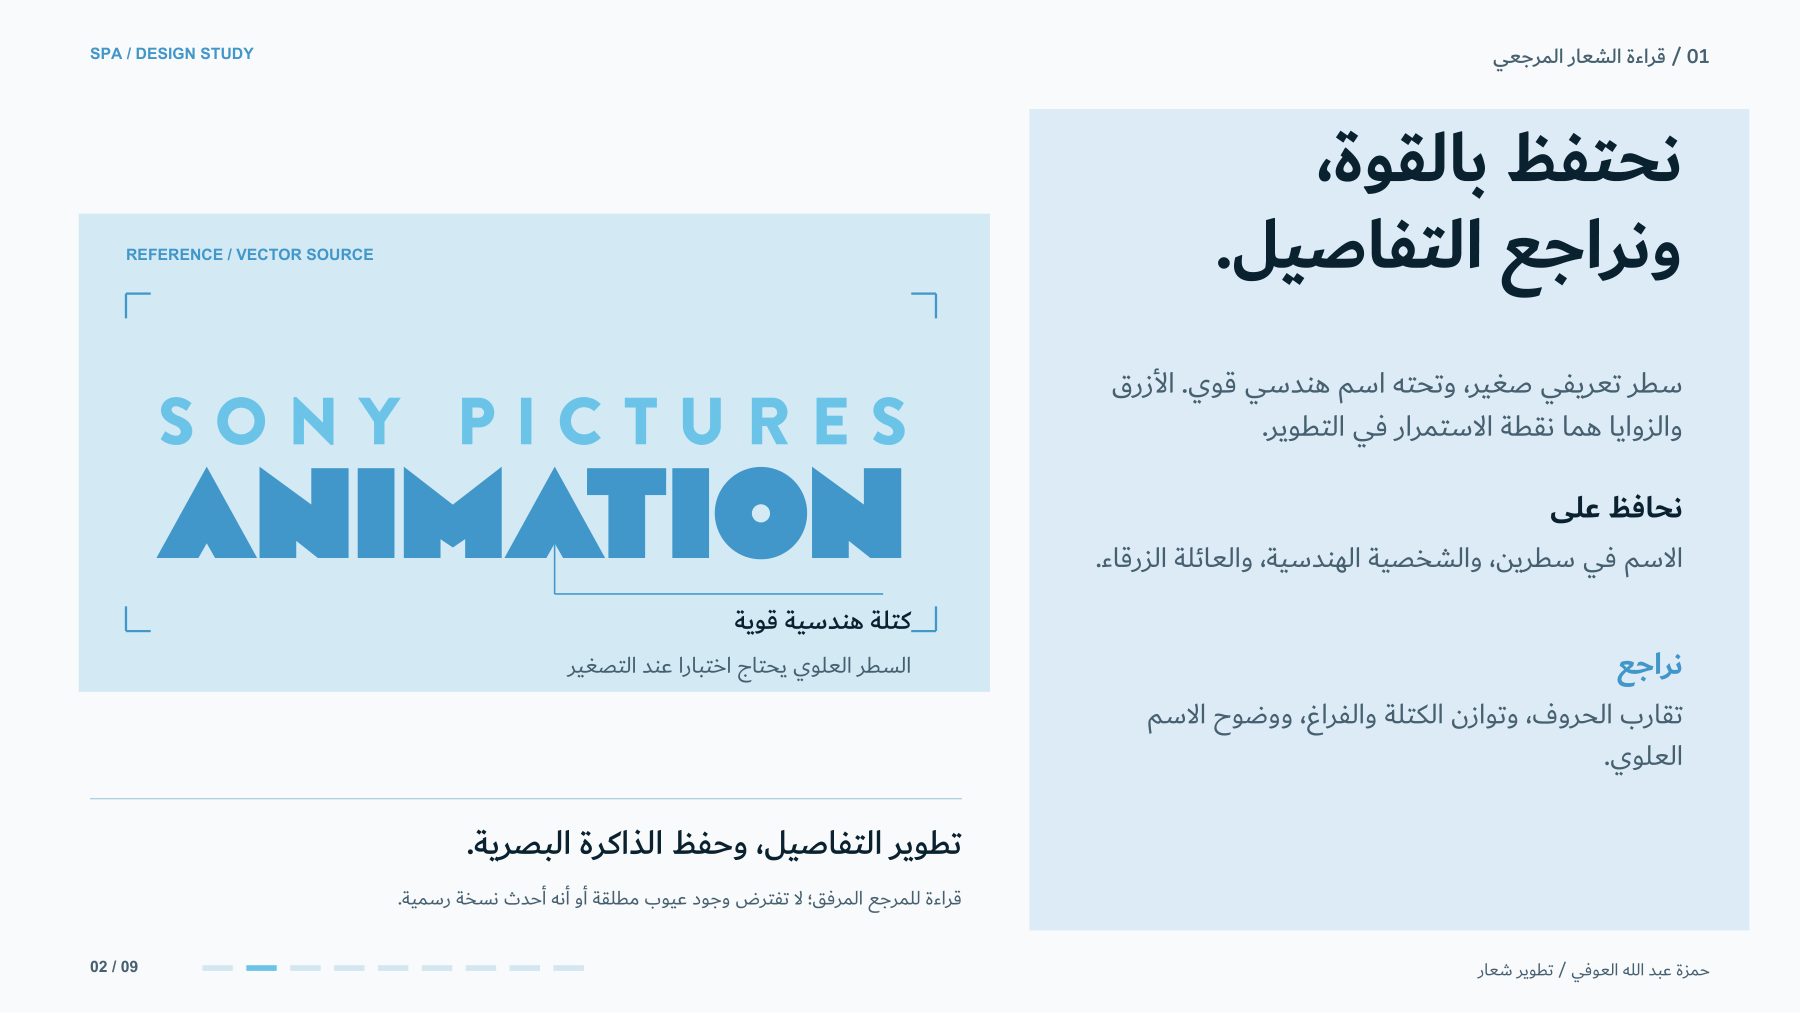 SPA / DESIGN STUDY
01 / قراءة الشعار المرجعي
نحتفظ بالقوة،
ونراجع التفاصيل.
سطر تعريفي صغير، وتحته اسم هندسي قوي. الأزرق
والزوايا هما نقطة الاستمرار في التطوير.
نحافظ على
الاسم في سطرين، والشخصية الهندسية، والعائلة الزرقاء.
نراجع
تقارب الحروف، وتوازن الكتلة والفراغ، ووضوح الاسم
العلوي.
REFERENCE / VECTOR SOURCE
SONY PICTURES
ANIMATION
كتلة هندسية قوية
السطر العلوي يحتاج اختبارا عند التصغير
تطوير التفاصيل، وحفظ الذاكرة البصرية.
قراءة للمرجع المرفق؛ لا تفترض وجود عيوب مطلقة أو أنه أحدث نسخة رسمية.
02 / 09
حمزة عبد الله العوفي / تطوير شعار